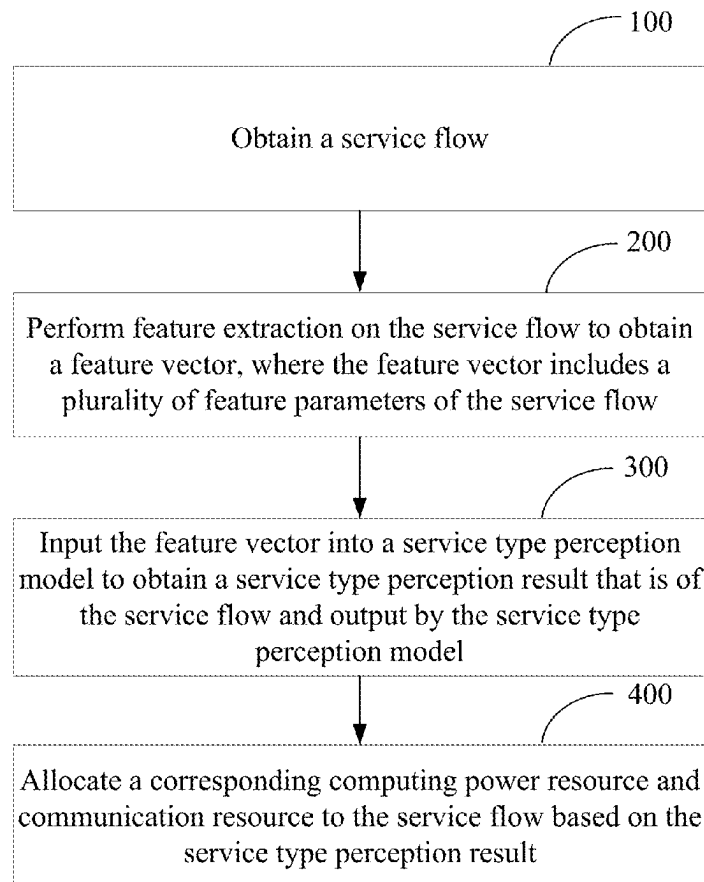 100
Obtain a service flow
200
Perform feature extraction on the service flow to obtain
a feature vector, where the feature vector includes a
plurality of feature parameters of the service flow
300
Input the feature vector into a service type perception
model to obtain a service type perception result that is of
the service flow and output by the service type
perception model
400
Allocate a corresponding computing power resource and
communication resource to the service flow based on the
service type perception result